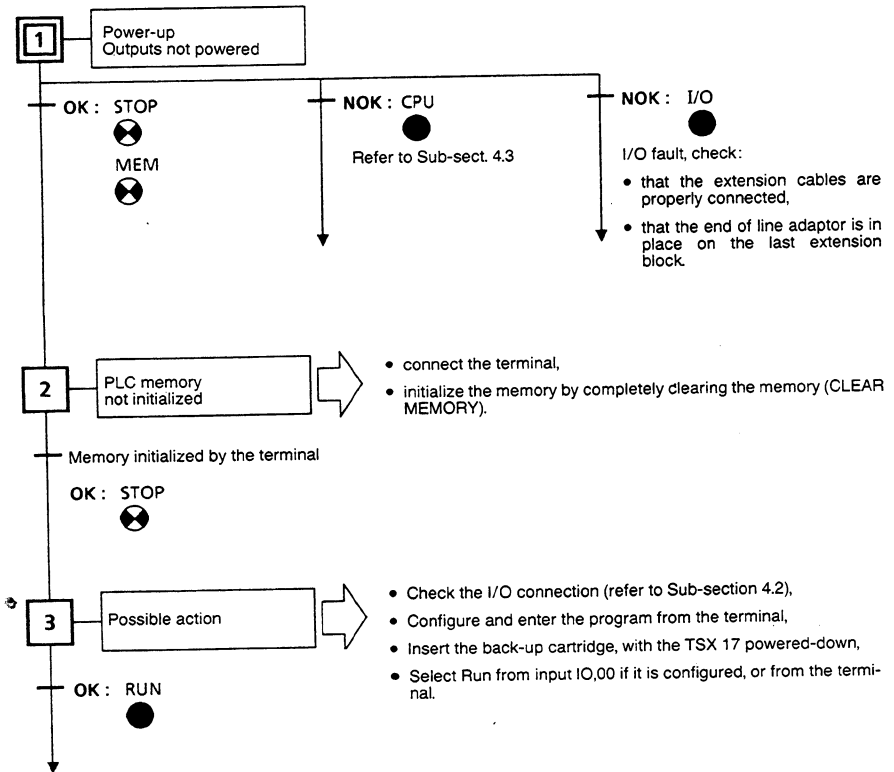 1
Power-up
Outputs not powered
OK : STOP
MEM
NOK : CPU
Refer to Sub-sect. 4.3
NOK : I/O
I/O fault, check:
• that the extension cables are
properly connected,
• that the end of line adaptor is in
place on the last extension
block.
2
PLC memory
not initialized
• connect the terminal,
• initialize the memory by completely clearing the memory (CLEAR
MEMORY).
Memory initialized by the terminal
OK : STOP
3
Possible action
• Check the I/O connection (refer to Sub-section 4.2),
• Configure and enter the program from the terminal,
• Insert the back-up cartridge, with the TSX 17 powered-down,
• Select Run from input IO,00 if it is configured, or from the termi-
nal.
OK : RUN